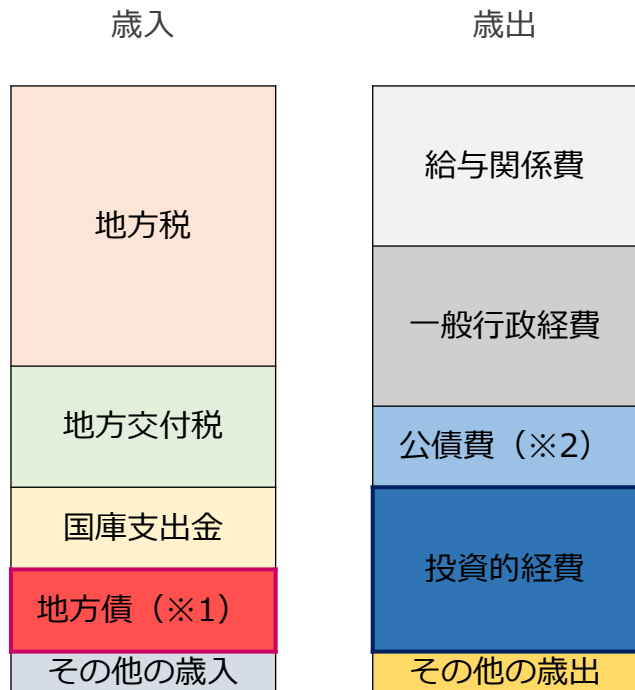 歳入
歳出
地方税
地方交付税
国庫支出金
地方債（※1）
その他の歳入
給与関係費
一般行政経費
公債費（※2）
投資的経費
その他の歳出